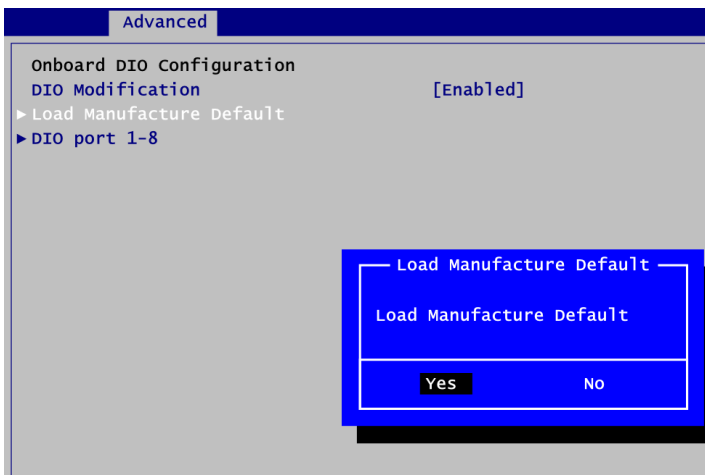 Advanced
Onboard DIO Configuration
DIO Modification [Enabled]
► Load Manufacture Default
► DIO port 1-8
Load Manufacture Default
Load Manufacture Default
Yes No